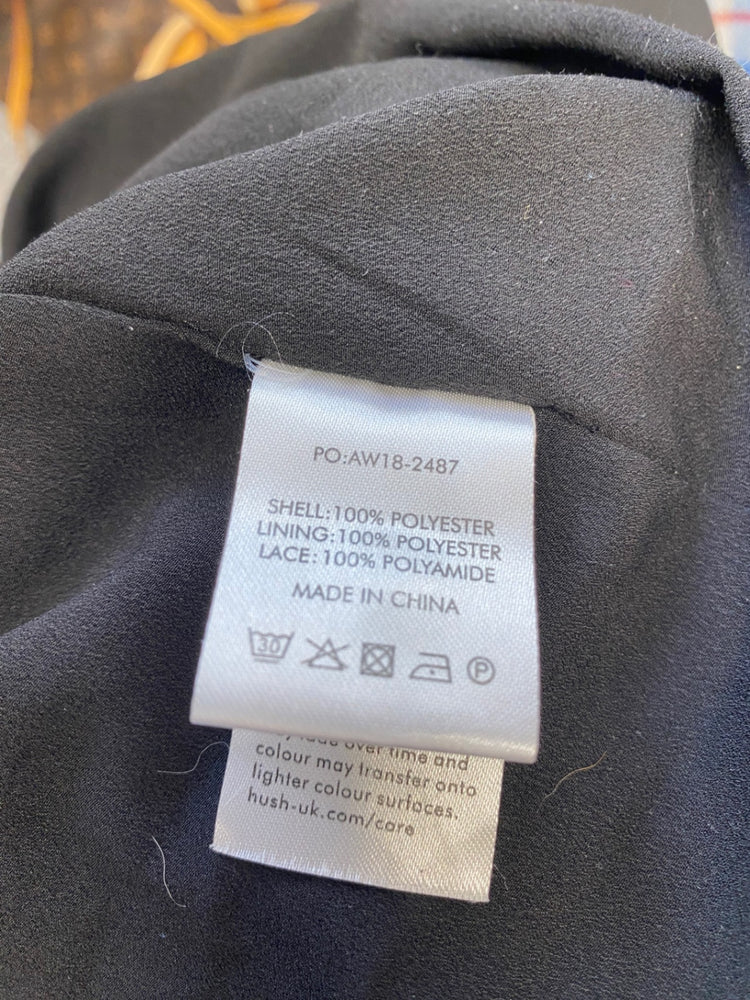 PO:AW18-2487
SHELL:100% POLYESTER
LINING:100% POLYESTER
LACE:100% POLYAMIDE
MADE IN CHINA
30 P
over time and
colour may transfer onto
lighter colour surfaces.
hush-uk.com/care